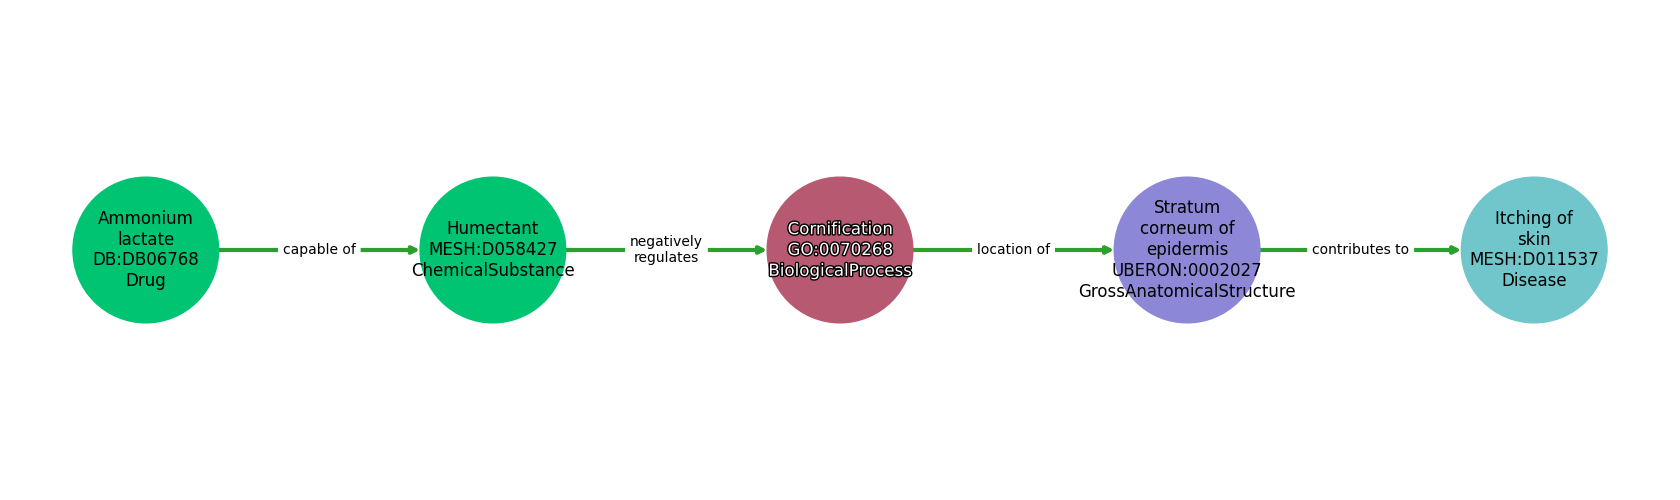 Ammonium
lactate
DB:DB06768
Drug
capable of
Humectant
MESH:D058427
ChemicalSubstance
negatively
regulates
Cornification
GO:0070268
BiologicalProcess
location of
Stratum
corneum of
epidermis
UBERON:0002027
GrossAnatomicalStructure
contributes to
Itching of
skin
MESH:D011537
Disease